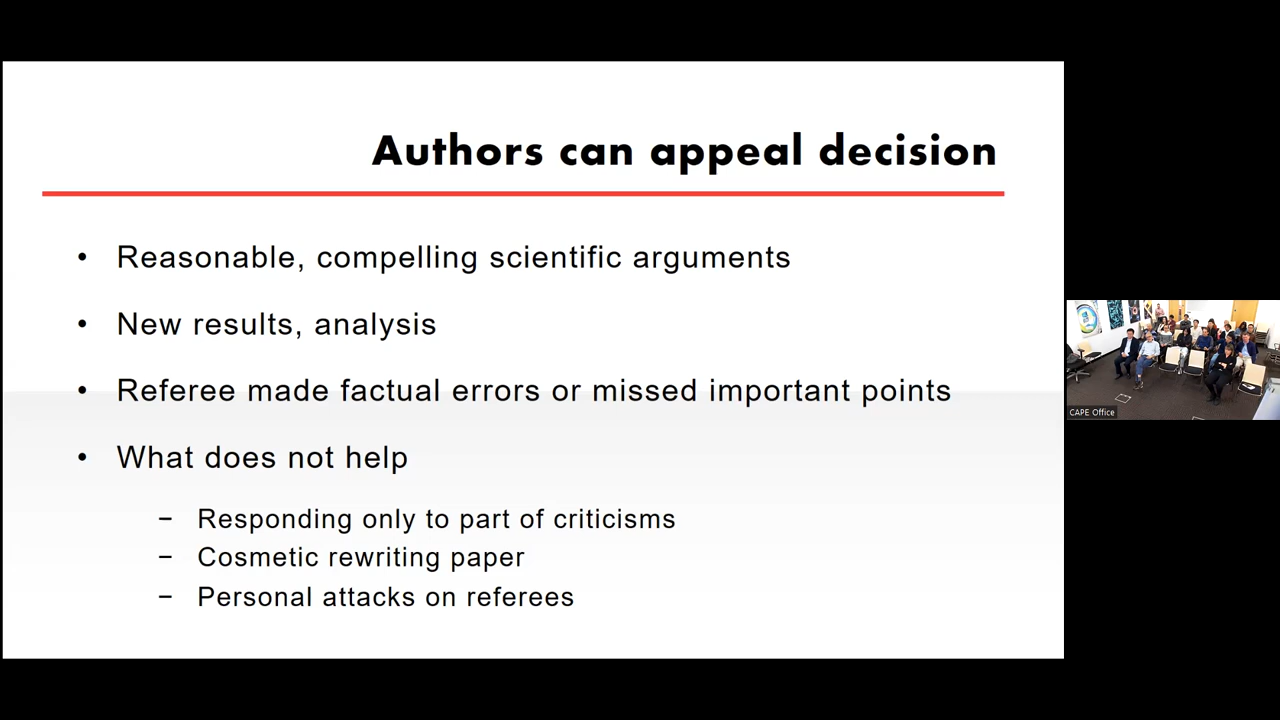 Authors can appeal decision
• Reasonable, compelling scientific arguments
• New results, analysis
• Referee made factual errors or missed important points
• What does not help
– Responding only to part of criticisms
– Cosmetic rewriting paper
– Personal attacks on referees
CAPE Office